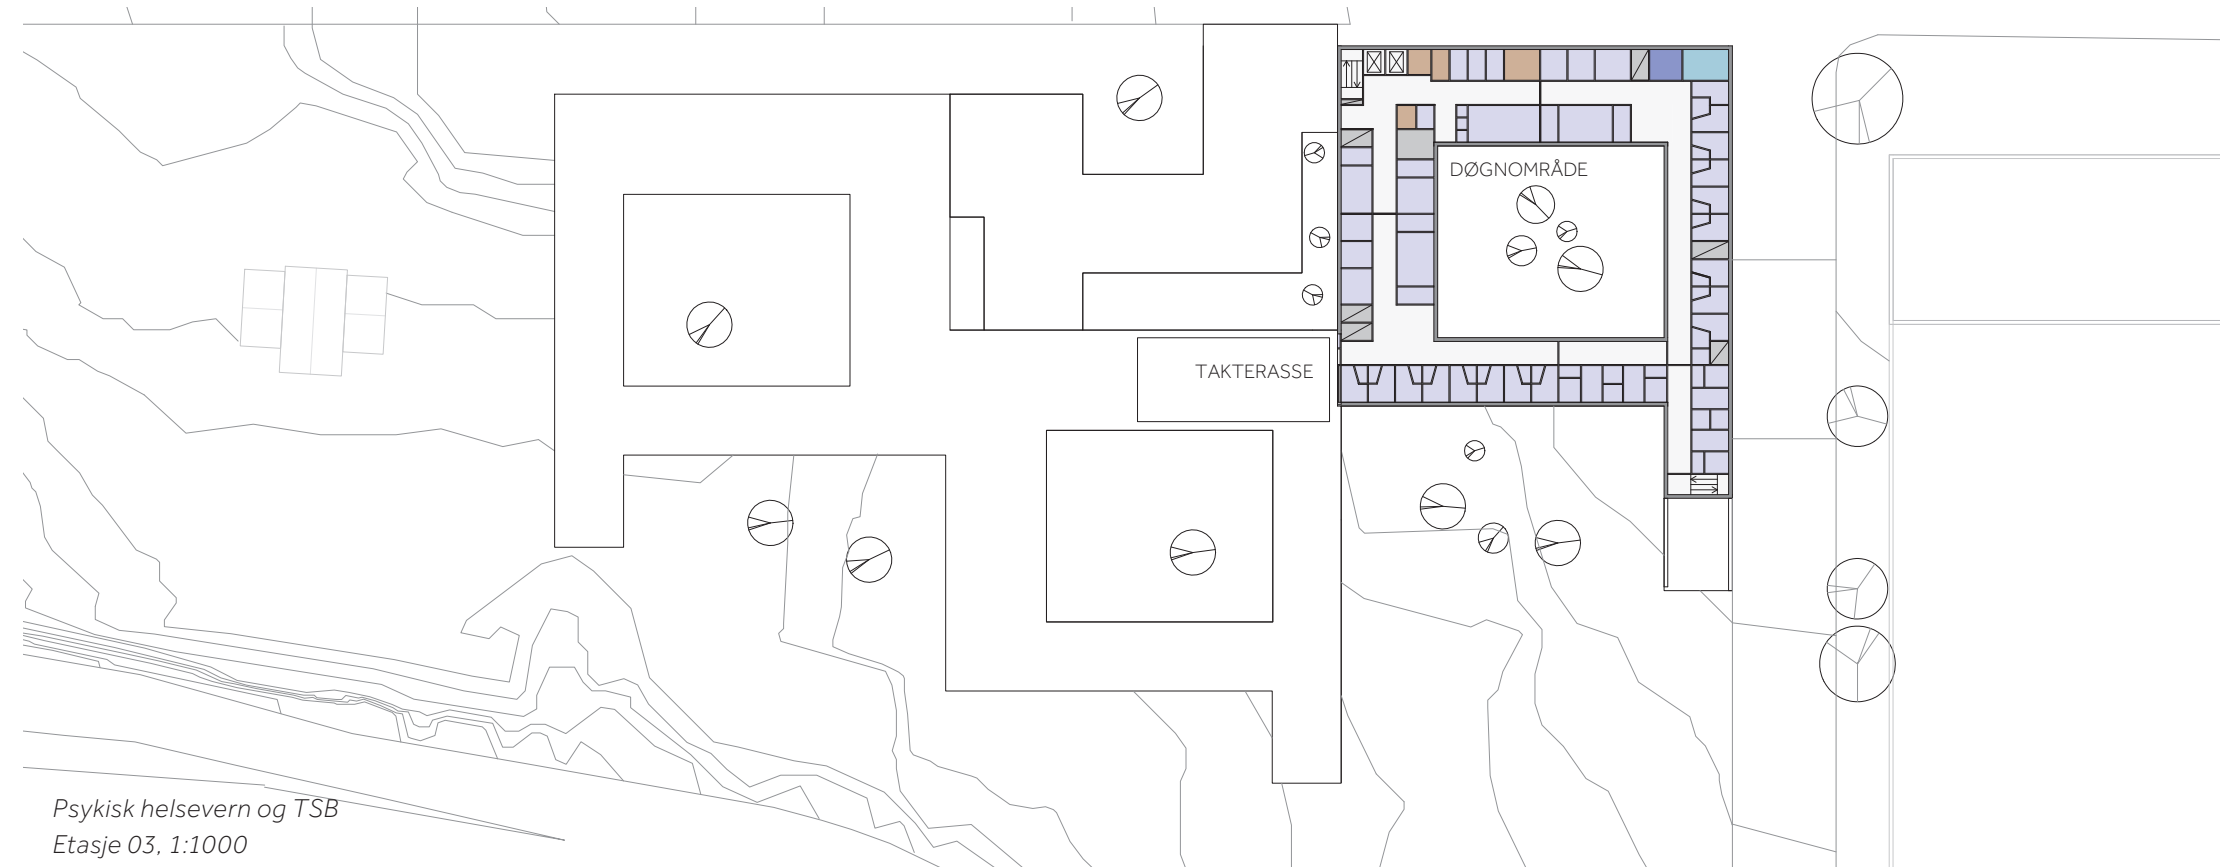 DØGNOMRÅDE
TAKTERASSE
Psykisk helsevern og TSB
Etasje 03, 1:1000